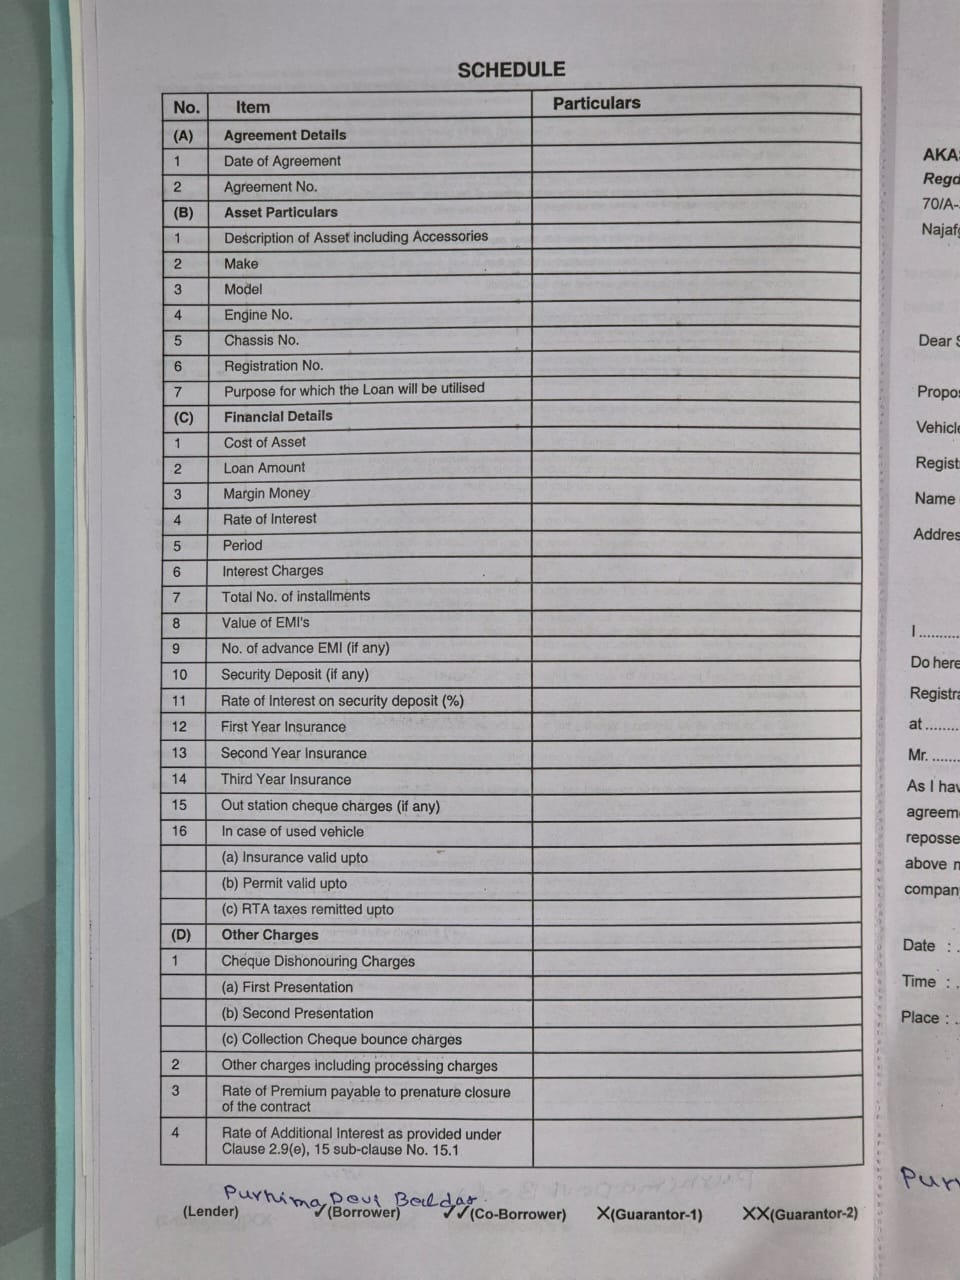 SCHEDULE
No. Item Particulars
(A) Agreement Details
1 Date of Agreement
2 Agreement No.
(B) Asset Particulars
1 Description of Asset including Accessories
2 Make
3 Model
4 Engine No.
5 Chassis No.
6 Registration No.
7 Purpose for which the Loan will be utilised
(C) Financial Details
1 Cost of Asset
2 Loan Amount
3 Margin Money
4 Rate of Interest
5 Period
6 Interest Charges
7 Total No. of installments
8 Value of EMI's
9 No. of advance EMI (if any)
10 Security Deposit (if any)
11 Rate of Interest on security deposit (%)
12 First Year Insurance
13 Second Year Insurance
14 Third Year Insurance
15 Out station cheque charges (if any)
16 In case of used vehicle
(a) Insurance valid upto
(b) Permit valid upto
(c) RTA taxes remitted upto
(D) Other Charges
1 Cheque Dishonouring Charges
(a) First Presentation
(b) Second Presentation
(c) Collection Cheque bounce charges
2 Other charges including processing charges
3 Rate of Premium payable to prenature closure
of the contract
4 Rate of Additional Interest as provided under
Clause 2.9(e), 15 sub-clause No. 15.1
Purnima Devi
(Lender) ✓(Borrower) ✓✓(Co-Borrower) X(Guarantor-1) XX(Guarantor-2)
AKAS
Regd
70/A-
Najafg
Dear S
Propos
Vehicle
Regist
Name
Addres
I ..........
Do here
Registra
at ........
Mr. .......
As I hav
agreem
reposse
above
company
Date : .
Time : .
Place : .
Pur